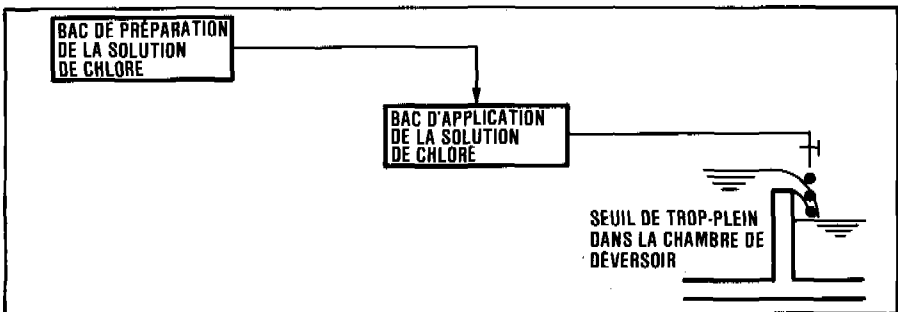 BAC DE PRÉPARATION
DE LA SOLUTION
DE CHLORE
BAC D'APPLICATION
DE LA SOLUTION
DE CHLORE
SEUIL DE TROP-PLEIN
DANS LA CHAMBRE DE
DÉVERSOIR